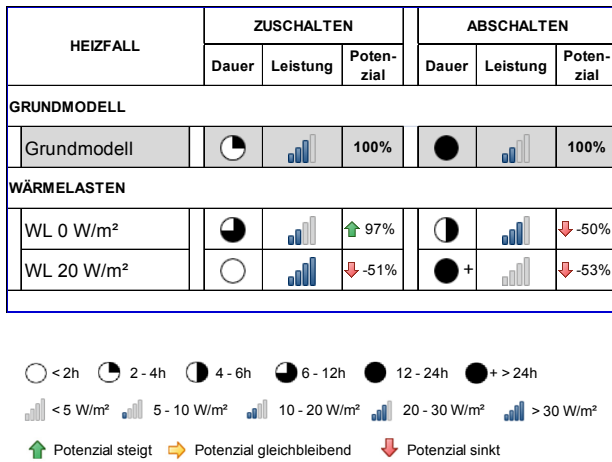 HEIZFALL ZUSCHALTEN ABSCHALTEN
Dauer Leistung Poten-
zial Dauer Leistung Poten-
zial
GRUNDMODELL
Grundmodell 100% 100%
WÄRMELASTEN
WL 0 W/m² 97% -50%
WL 20 W/m² -51% + -53%
< 2h 2 - 4h 4 - 6h 6 - 12h 12 - 24h + > 24h
< 5 W/m² 5 - 10 W/m² 10 - 20 W/m² 20 - 30 W/m² > 30 W/m²
Potenzial steigt Potenzial gleichbleibend Potenzial sinkt